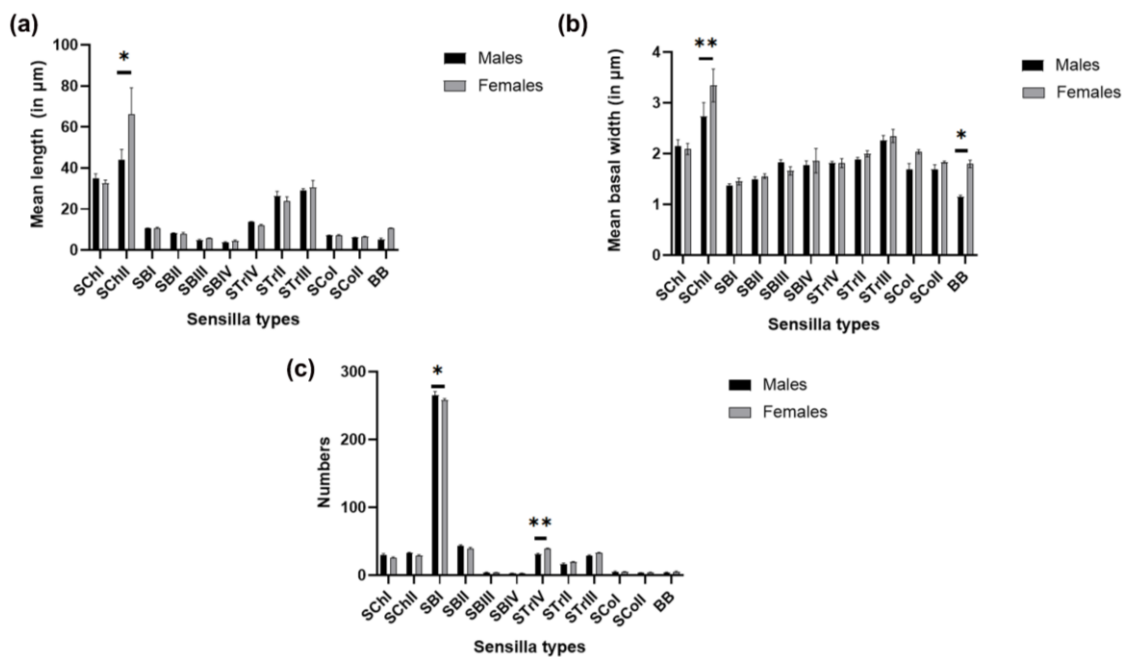 (a)
Mean length (in μm)
100
80
60
40
20
0
*
Males
Females
SChI
SChII
SBI
SBII
SBIII
SBIV
STrIV
STrII
STrIII
SCoI
SCoII
BB
Sensilla types
(b)
Mean basal width (in μm)
4
3
2
1
0
**
*
Males
Females
SChI
SChII
SBI
SBII
SBIII
SBIV
STrIV
STrII
STrIII
SCoI
SCoII
BB
Sensilla types
(c)
Numbers
300
200
100
0
*
**
Males
Females
SChI
SChII
SBI
SBII
SBIII
SBIV
STrIV
STrII
STrIII
SCoI
SCoII
BB
Sensilla types